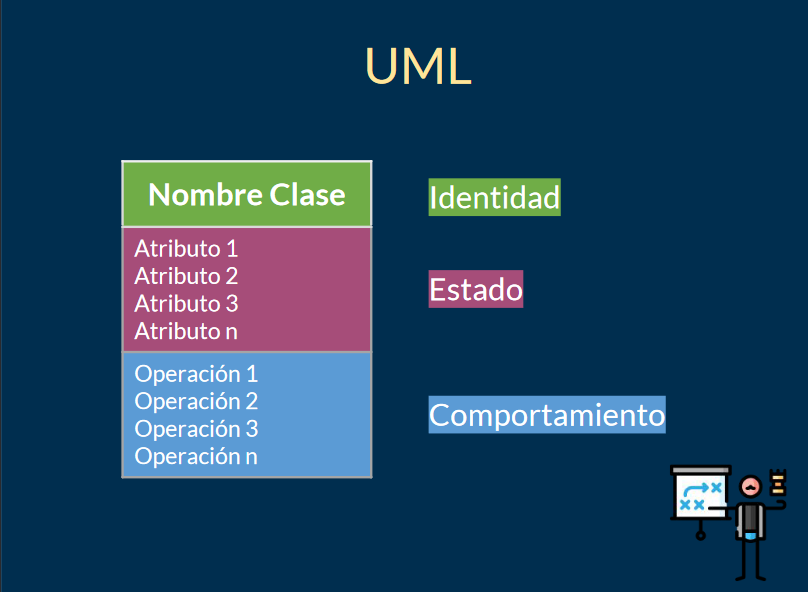 UML
Nombre Clase
Identidad
Atributo 1
Atributo 2
Atributo 3
Atributo n
Estado
Operación 1
Operación 2
Operación 3
Operación n
Comportamiento